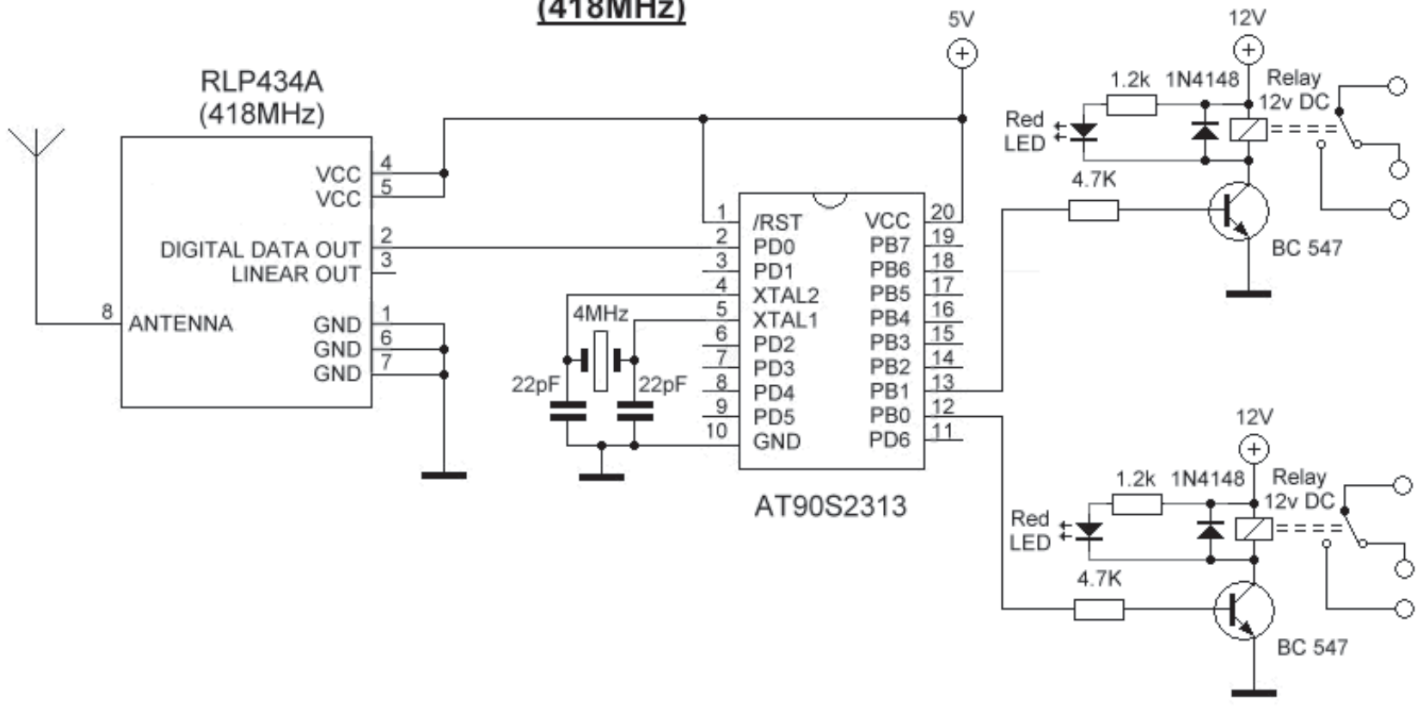 (418MHz)
RLP434A
(418MHz)
VCC 4
VCC 5
DIGITAL DATA OUT 2
LINEAR OUT 3
8 ANTENNA
GND 1
GND 6
GND 7
5V
1 /RST
2 PD0
3 PD1
4 XTAL2
5 XTAL1
6 PD2
7 PD3
8 PD4
9 PD5
10 GND
VCC 20
PB7 19
PB6 18
PB5 17
PB4 16
PB3 15
PB2 14
PB1 13
PB0 12
PD6 11
AT90S2313
4MHz
22pF
22pF
12V
1.2k
1N4148
Relay
12v DC
Red
LED
4.7K
BC 547
12V
1.2k
1N4148
Relay
12v DC
Red
LED
4.7K
BC 547